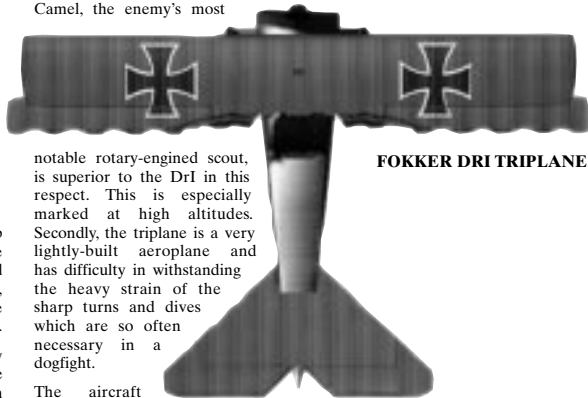 Camel, the enemy's most
notable rotary-engined scout,
is superior to the DrI in this
respect. This is especially
marked at high altitudes.
Secondly, the triplane is a very
lightly-built aeroplane and
has difficulty in withstanding
the heavy strain of the
sharp turns and dives
which are so often
necessary in a
dogfight.
The aircraft
FOKKER DRI TRIPLANE